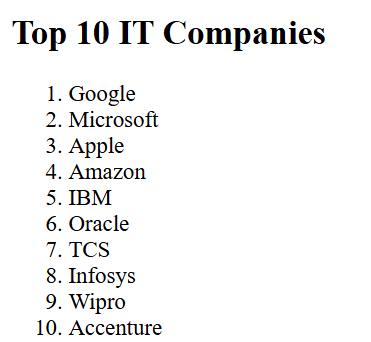 Top 10 IT Companies
1. Google
2. Microsoft
3. Apple
4. Amazon
5. IBM
6. Oracle
7. TCS
8. Infosys
9. Wipro
10. Accenture